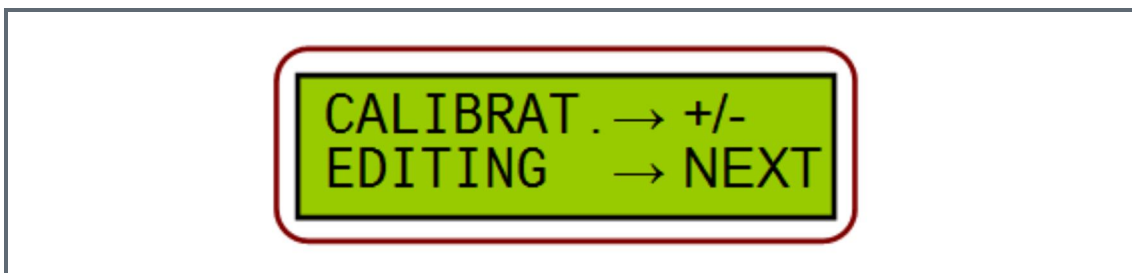 CALIBRAT. → +/-
EDITING → NEXT